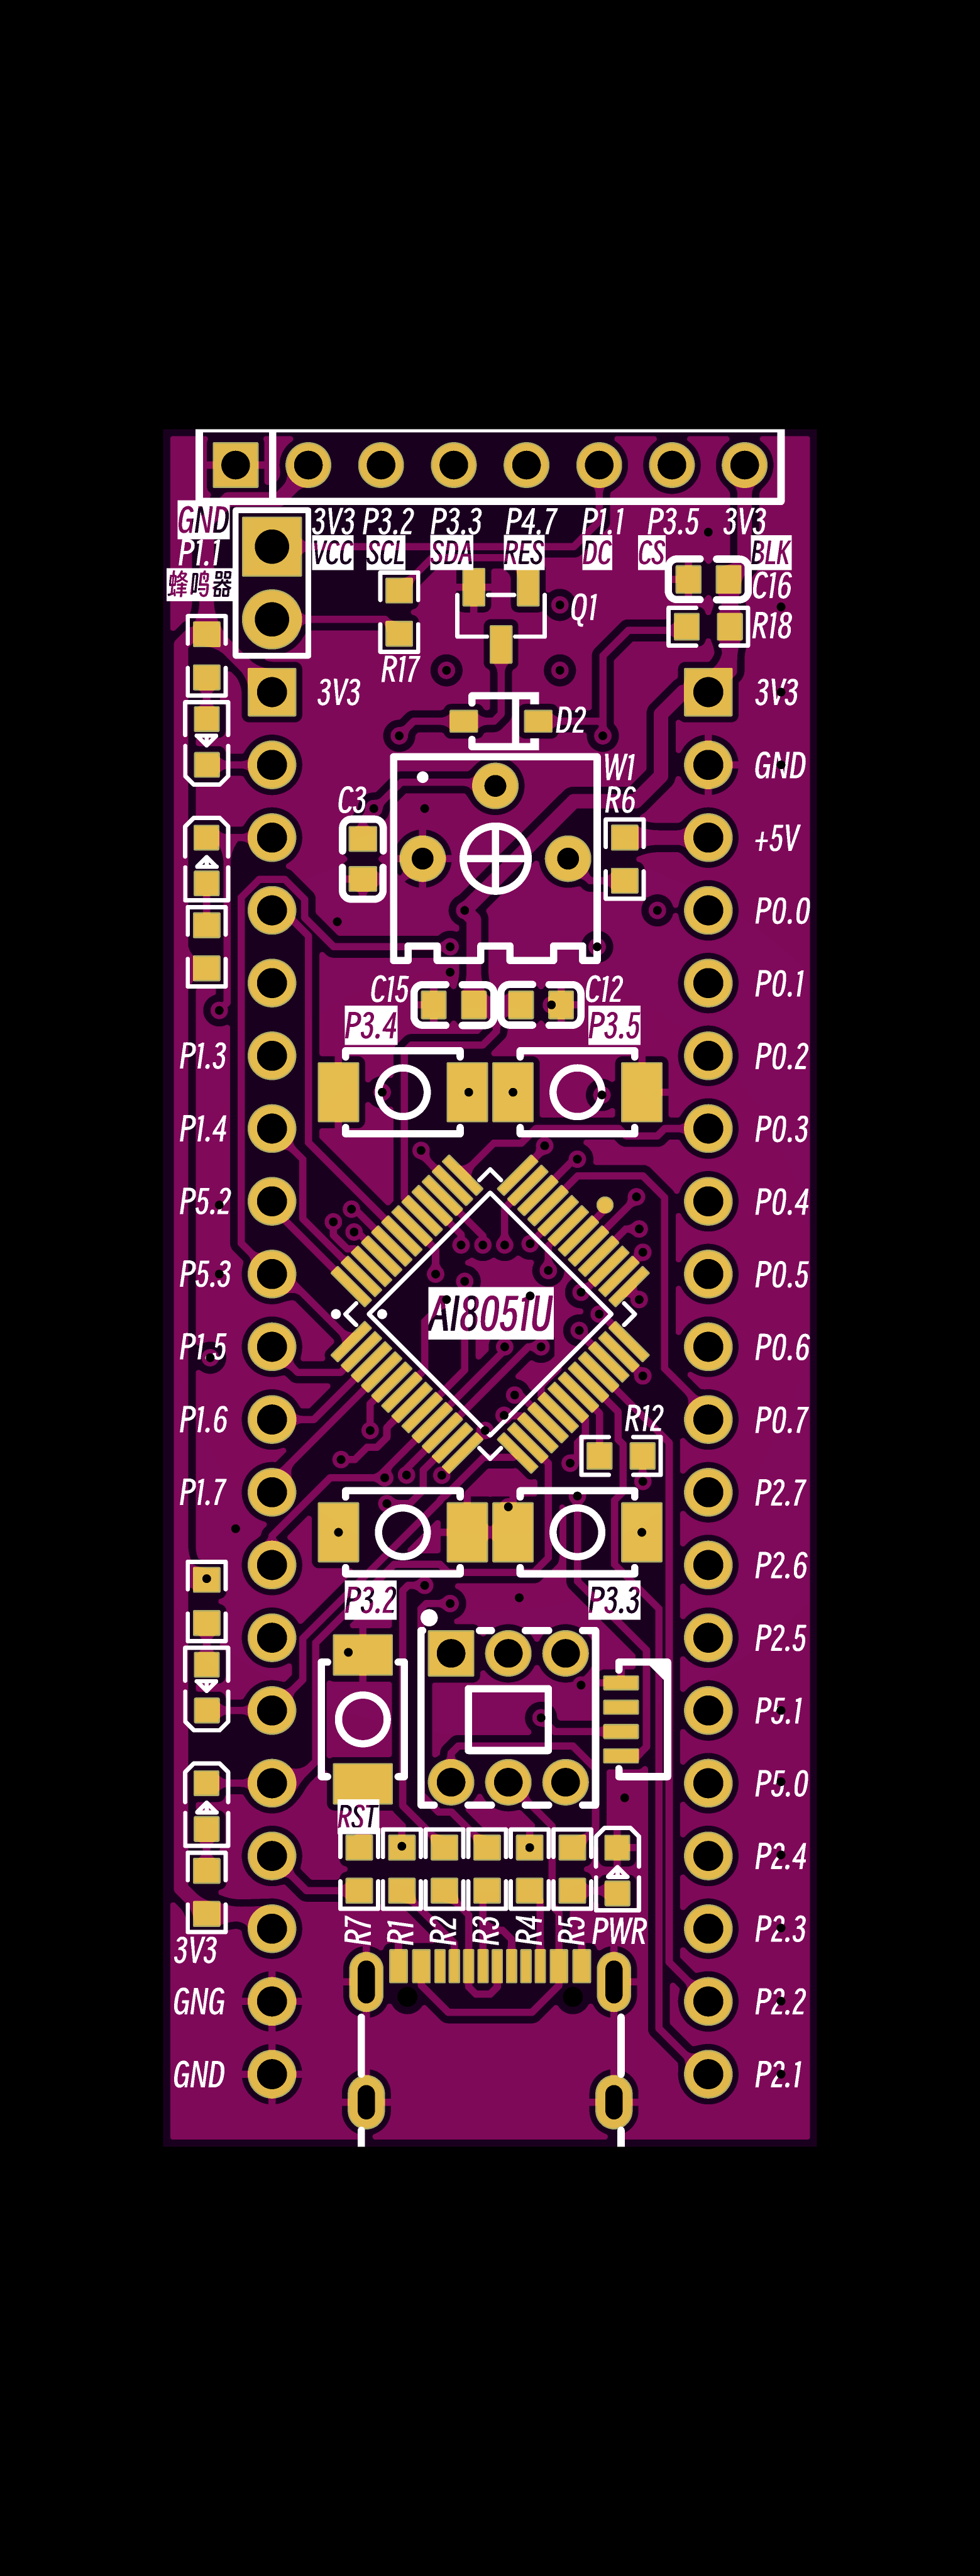 GND 3V3 P3.2 P3.3 P4.7 P1.1 P3.5 3V3
P1.1 VCC SCL SDA RES DC CS BLK
蜂鸣器
C16
Q1
R18
R17
3V3
3V3
D2
GND
W1
C3
R6
+5V
P0.0
C15
C12
P0.1
P3.4
P3.5
P1.3
P0.2
P1.4
P0.3
P5.2
P0.4
P5.3
P0.5
AI8051U
P1.5
P0.6
P1.6
R12
P0.7
P1.7
P2.7
P2.6
P3.2
P3.3
P2.5
P5.1
P5.0
RST
P2.4
R7 R1 R2 R3 R4 R5 PWR
P2.3
3V3
GNG
P2.2
GND
P2.1